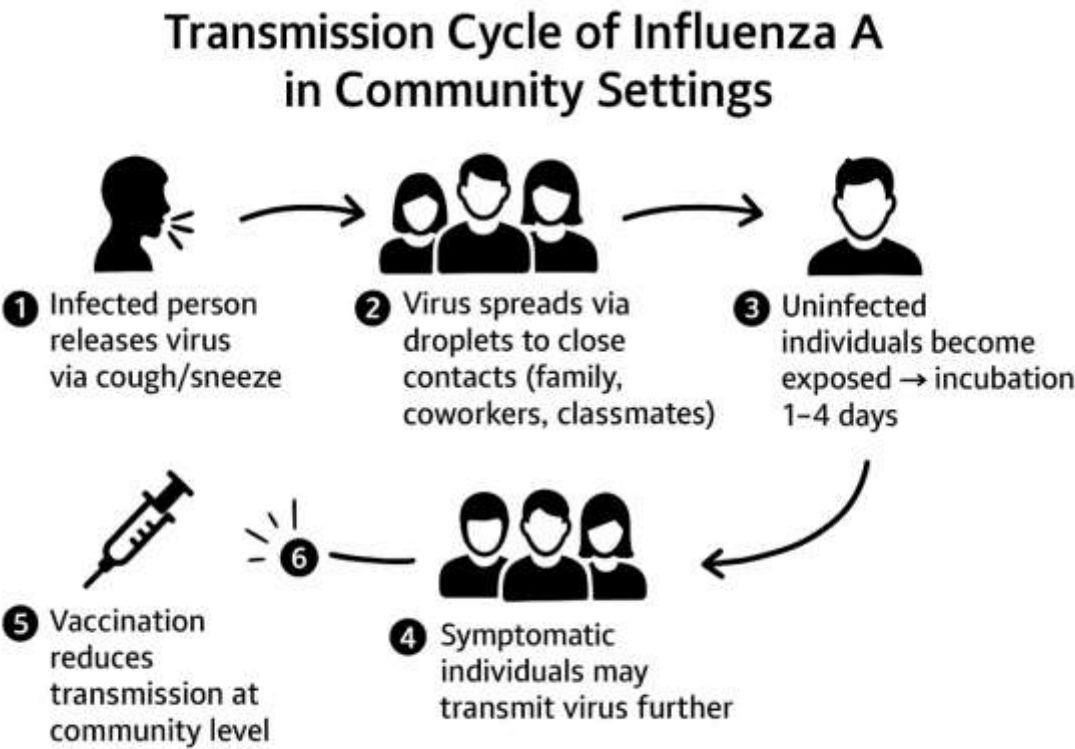 Transmission Cycle of Influenza A
in Community Settings
1 Infected person
releases virus
via cough/sneeze
2 Virus spreads via
droplets to close
contacts (family,
coworkers, classmates)
3 Uninfected
individuals become
exposed → incubation
1–4 days
6
4 Symptomatic
individuals may
transmit virus further
5 Vaccination
reduces
transmission at
community level